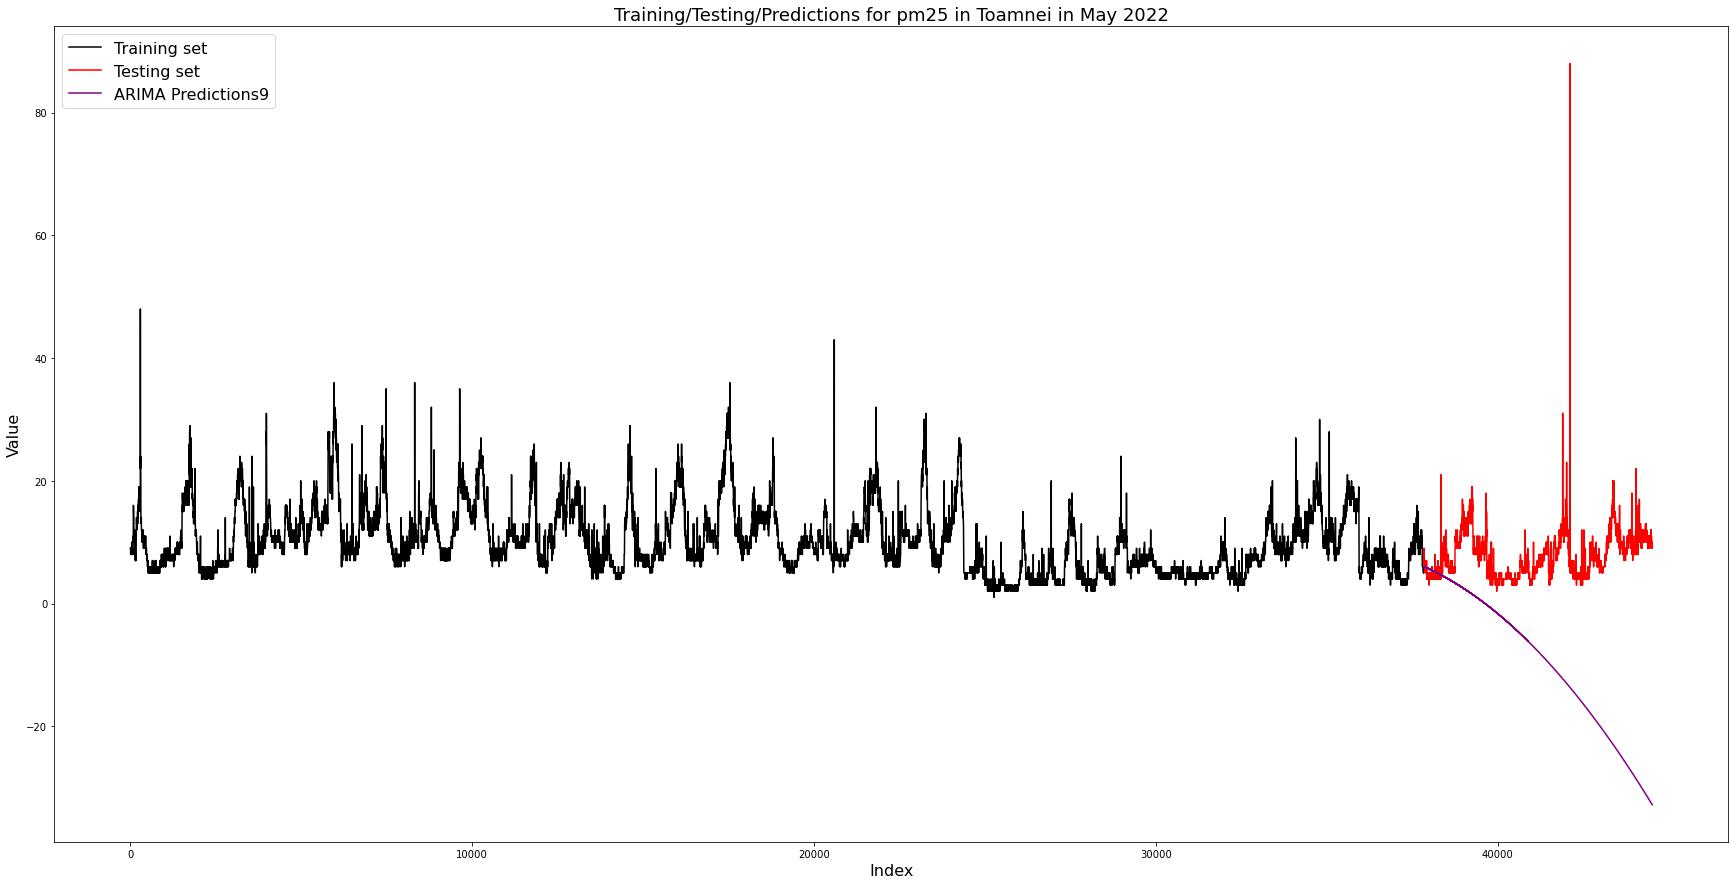 Training/Testing/Predictions for pm25 in Toamnei in May 2022
Training set
Testing set
ARIMA Predictions9
Value
80
60
40
20
0
−20
0 10000 20000 30000 40000
Index